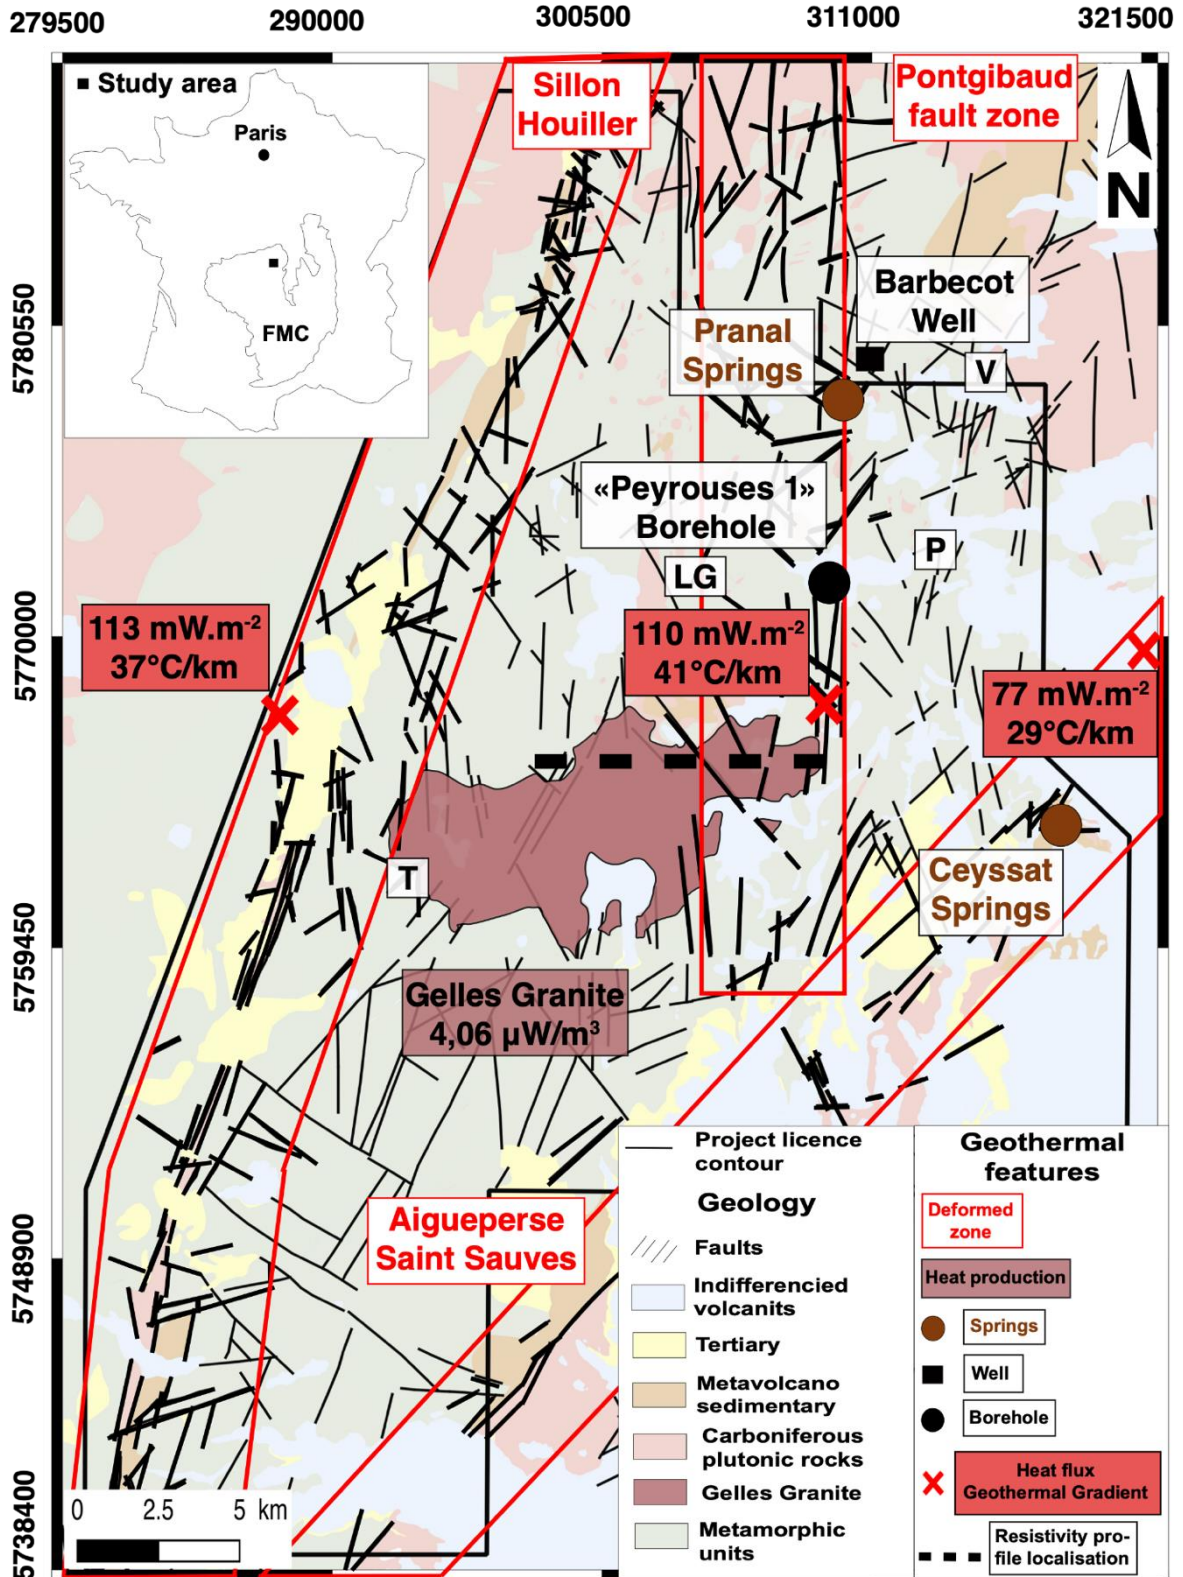 279500 290000 300500 311000 321500
Study area
Paris
FMC
Sillon
Houiller
Pontgibaud
fault zone
N
5780550
Barbecot
Well
Pranal
Springs
V
«Peyrouses 1»
Borehole
P
LG
5770000
113 mW.m-2
37°C/km
110 mW.m-2
41°C/km
77 mW.m-2
29°C/km
T
Ceyssat
Springs
5759450
Gelles Granite
4,06 µW/m3
Aigueperse
Saint Sauves
5748900
5738400
0 2.5 5 km
Project licence
contour
Geology
Faults
Indifferencied
volcanits
Tertiary
Metavolcano
sedimentary
Carboniferous
plutonic rocks
Gelles Granite
Metamorphic
units
Geothermal
features
Deformed
zone
Heat production
Springs
Well
Borehole
Heat flux
Geothermal Gradient
Resistivity pro-
file localisation